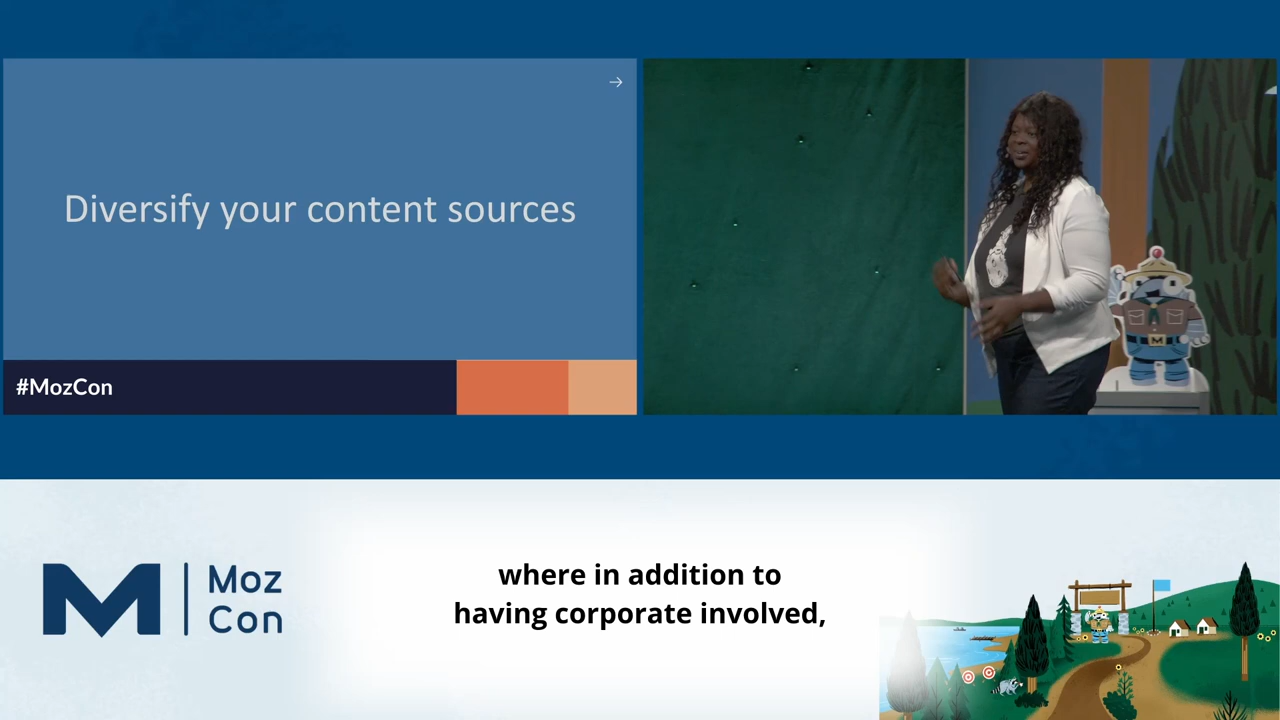 →
Diversify your content sources
#MozCon
M
Moz
Con
where in addition to
having corporate involved,
M